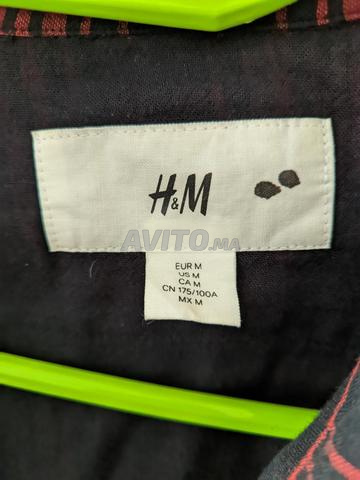 H&M
AVITO.ma
EUR M
US M
CA M
CN 175/100A
MX M